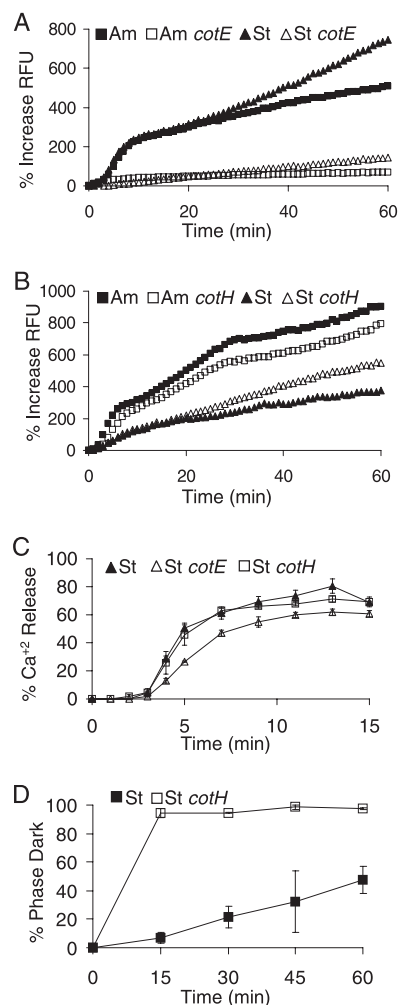 A
■Am □Am cotE ▲St △St cotE
% Increase RFU
800
600
400
200
0
0 20 40 60
Time (min)
B
■Am □Am cotH ▲St △St cotH
% Increase RFU
1000
800
600
400
200
0
0 20 40 60
Time (min)
C
▲St △St cotE □St cotH
% Ca+2 Release
100
80
60
40
20
0
0 5 10 15
Time (min)
D
■St □St cotH
% Phase Dark
100
80
60
40
20
0
0 15 30 45 60
Time (min)